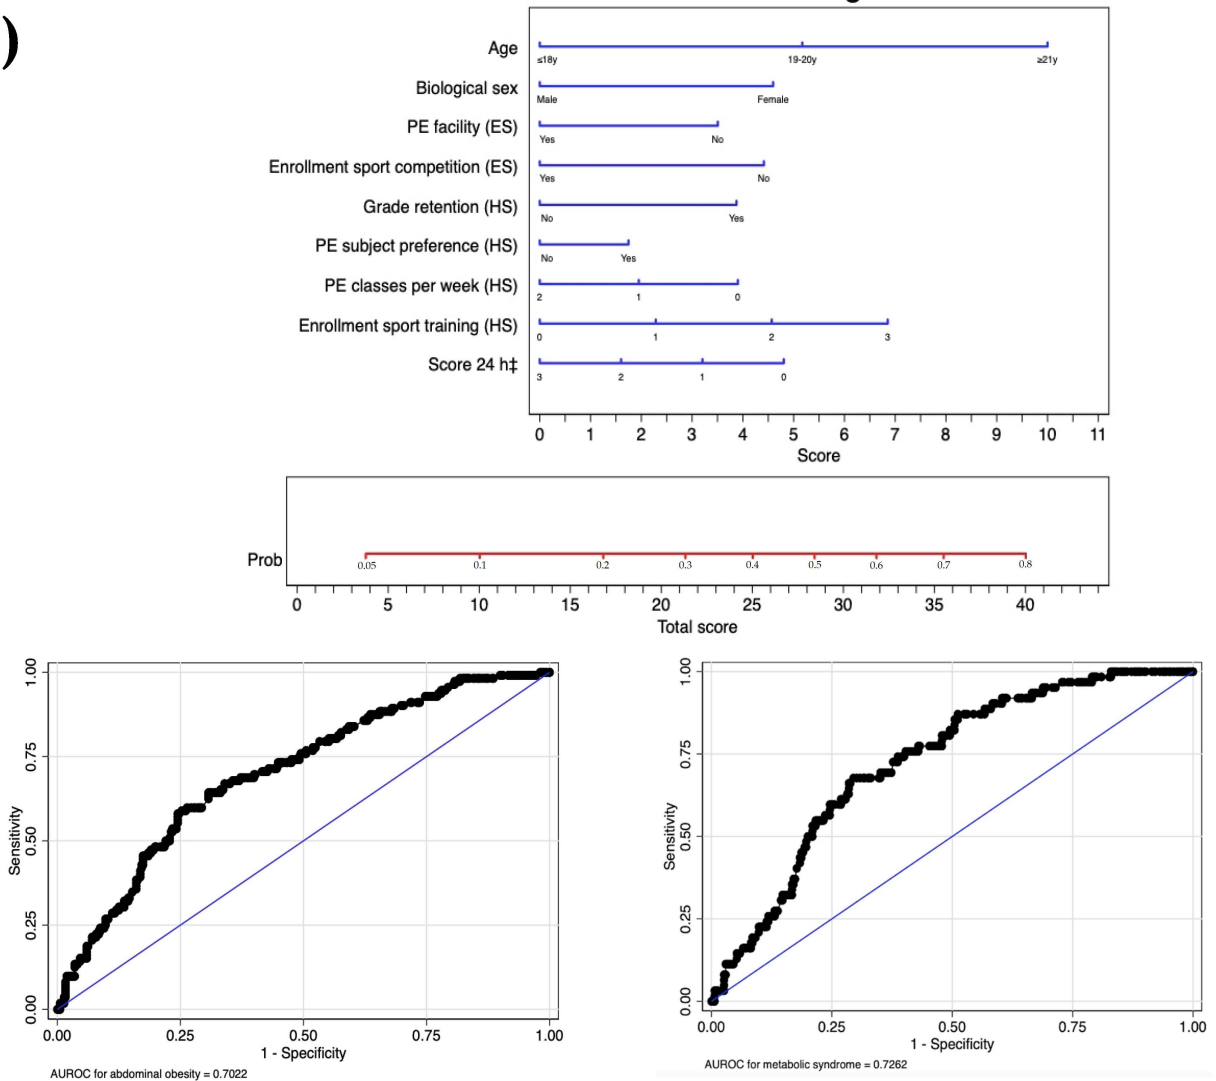 )
Age
≤18y 19-20y ≥21y
Biological sex
Male Female
PE facility (ES)
Yes No
Enrollment sport competition (ES)
Yes No
Grade retention (HS)
No Yes
PE subject preference (HS)
No Yes
PE classes per week (HS)
2 1 0
Enrollment sport training (HS)
0 1 2 3
Score 24 h‡
3 2 1 0
0 1 2 3 4 5 6 7 8 9 10 11
Score
Prob
0.05 0.1 0.2 0.3 0.4 0.5 0.6 0.7 0.8
0 5 10 15 20 25 30 35 40
Total score
Sensitivity
1.00
0.75
0.50
0.25
0.00
0.00 0.25 0.50 0.75 1.00
1 - Specificity
AUROC for abdominal obesity = 0.7022
Sensitivity
1.00
0.75
0.50
0.25
0.00
0.00 0.25 0.50 0.75 1.00
1 - Specificity
AUROC for metabolic syndrome = 0.7262